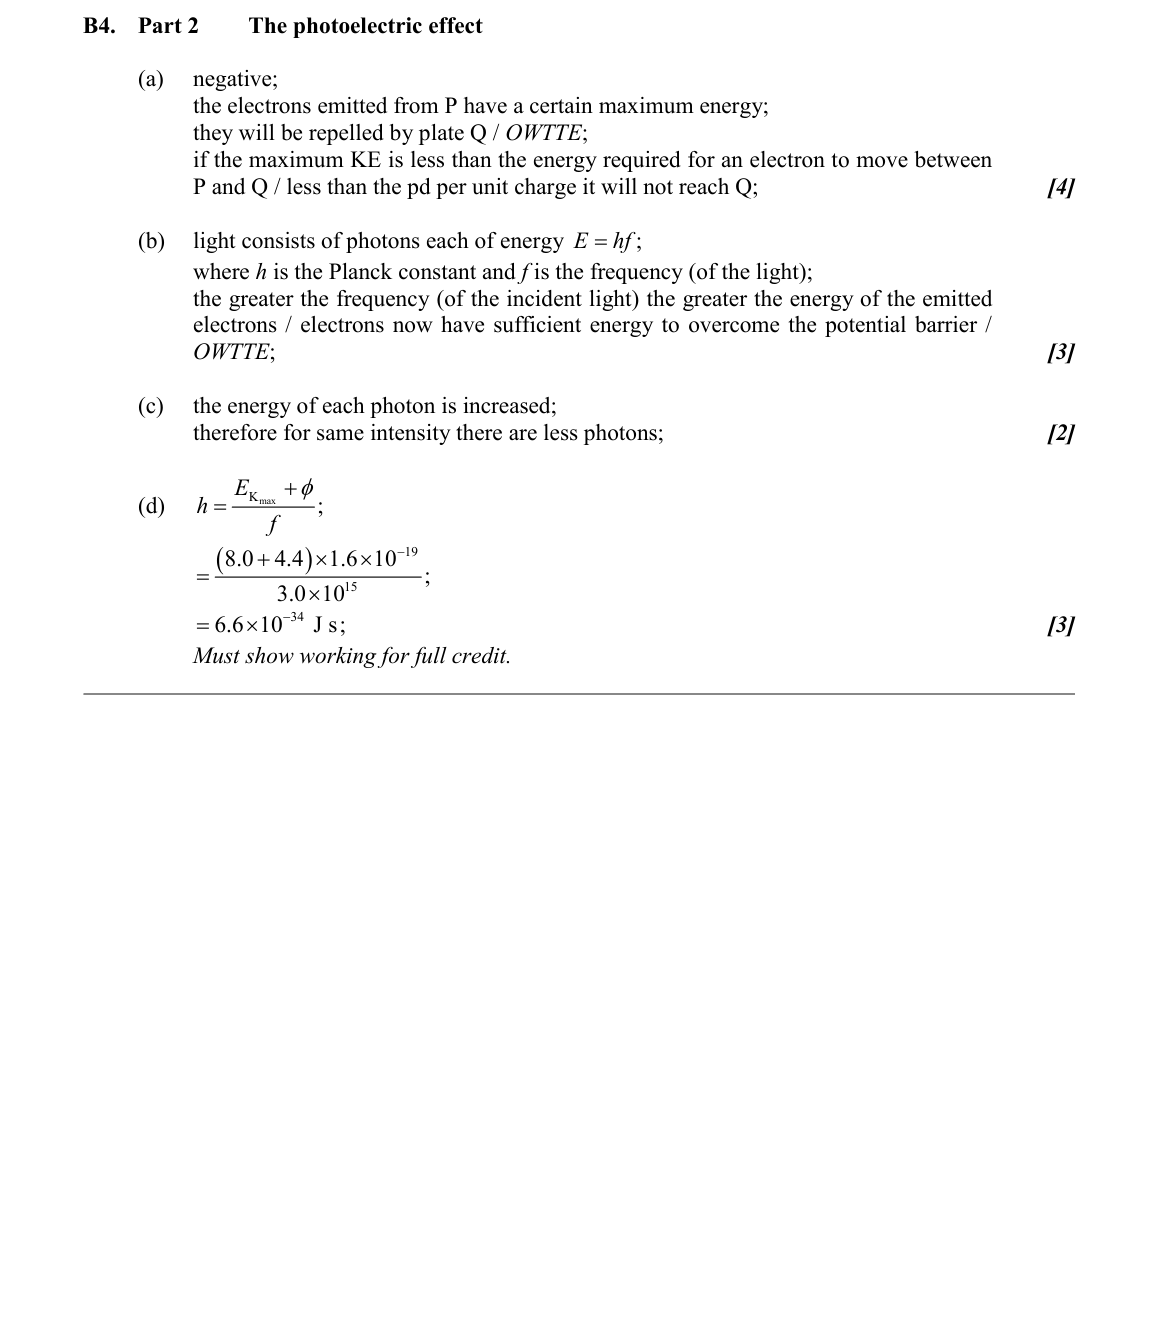 B4. Part 2 The photoelectric effect
(a) negative;
the electrons emitted from P have a certain maximum energy;
they will be repelled by plate Q / OWTTE;
if the maximum KE is less than the energy required for an electron to move between
P and Q / less than the pd per unit charge it will not reach Q; [4]
(b) light consists of photons each of energy E = hf;
where h is the Planck constant and f is the frequency (of the light);
the greater the frequency (of the incident light) the greater the energy of the emitted
electrons / electrons now have sufficient energy to overcome the potential barrier /
OWTTE; [3]
(c) the energy of each photon is increased;
therefore for same intensity there are less photons; [2]
(d) h = (E_{K_{max}} + ϕ) / f;
= ((8.0 + 4.4) × 1.6 × 10⁻¹⁹) / (3.0 × 10¹⁵);
= 6.6 × 10⁻³⁴ J s; [3]
Must show working for full credit.